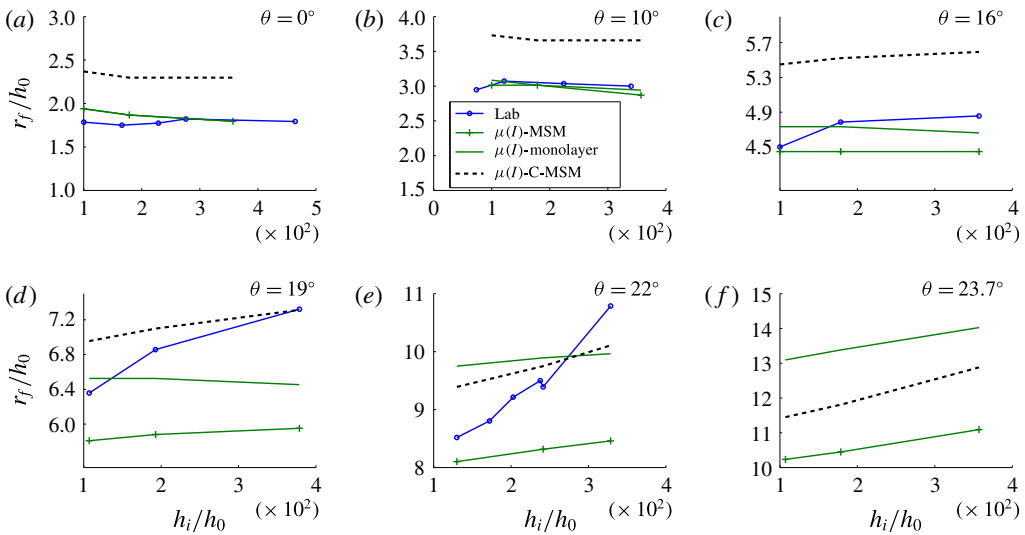 (a) θ = 0°
3.0
2.6
2.2
1.8
1.4
1.0
r_f/h_0
1 2 3 4 5
(× 10²)
(b) θ = 10°
4.0
3.5
3.0
2.5
2.0
1.5
Lab
μ(I)-MSM
μ(I)-monolayer
μ(I)-C-MSM
0 1 2 3 4
(× 10²)
(c) θ = 16°
5.7
5.3
4.9
4.5
1 2 3 4
(× 10²)
(d) θ = 19°
7.2
6.8
6.4
6.0
r_f/h_0
1 2 3 4
h_i/h_0 (× 10²)
(e) θ = 22°
11
10
9
8
0 1 2 3 4
h_i/h_0 (× 10²)
(f) θ = 23.7°
15
14
13
12
11
10
1 2 3 4
h_i/h_0 (× 10²)